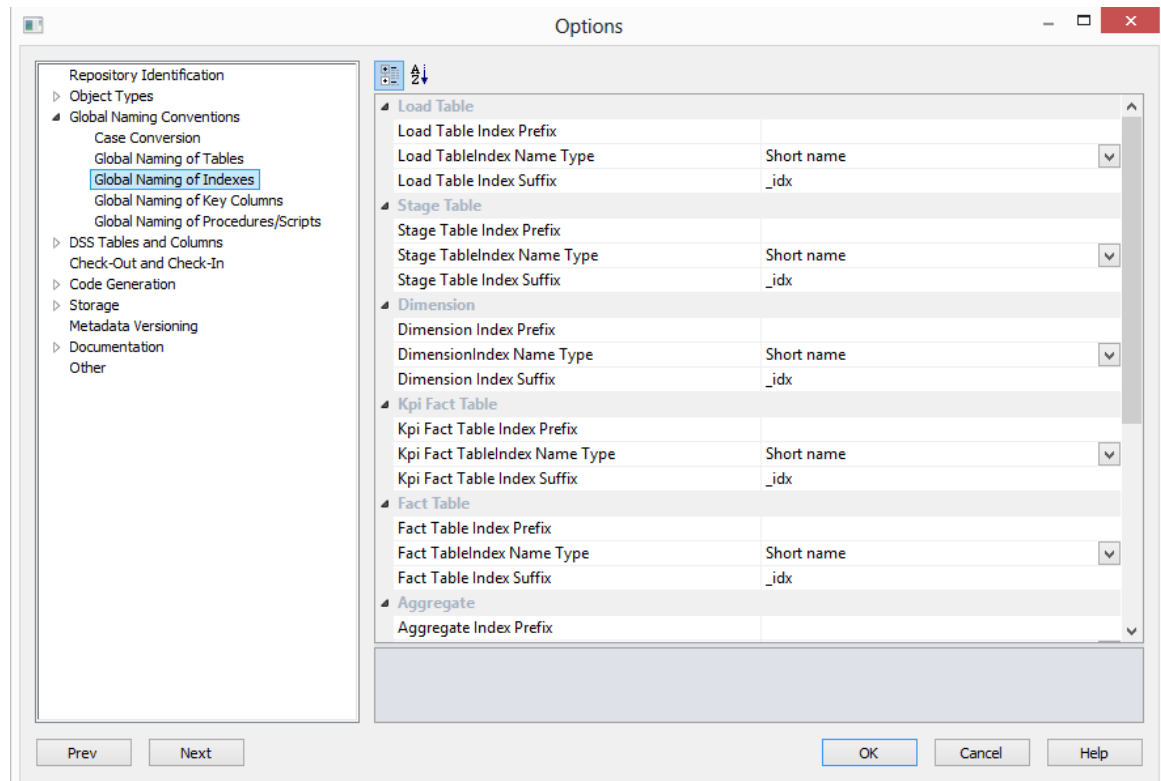 Options
Repository Identification
Object Types
Global Naming Conventions
Case Conversion
Global Naming of Tables
Global Naming of Indexes
Global Naming of Key Columns
Global Naming of Procedures/Scripts
DSS Tables and Columns
Check-Out and Check-In
Code Generation
Storage
Metadata Versioning
Documentation
Other
A Z
Load Table
Load Table Index Prefix
Load TableIndex Name Type Short name
Load Table Index Suffix _idx
Stage Table
Stage Table Index Prefix
Stage TableIndex Name Type Short name
Stage Table Index Suffix _idx
Dimension
Dimension Index Prefix
DimensionIndex Name Type Short name
Dimension Index Suffix _idx
Kpi Fact Table
Kpi Fact Table Index Prefix
Kpi Fact TableIndex Name Type Short name
Kpi Fact Table Index Suffix _idx
Fact Table
Fact Table Index Prefix
Fact TableIndex Name Type Short name
Fact Table Index Suffix _idx
Aggregate
Aggregate Index Prefix
Prev Next OK Cancel Help